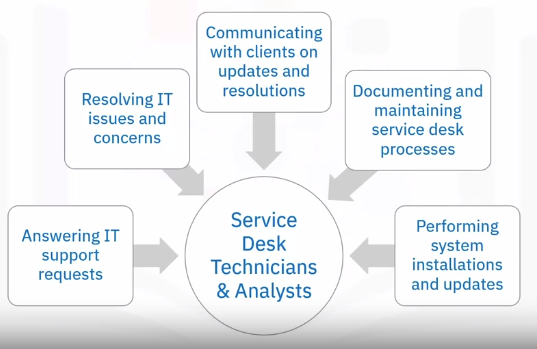 Communicating
with clients on
updates and
resolutions
Resolving IT
issues and
concerns
Documenting and
maintaining
service desk
processes
Answering IT
support
requests
Service
Desk
Technicians
& Analysts
Performing
system
installations
and updates